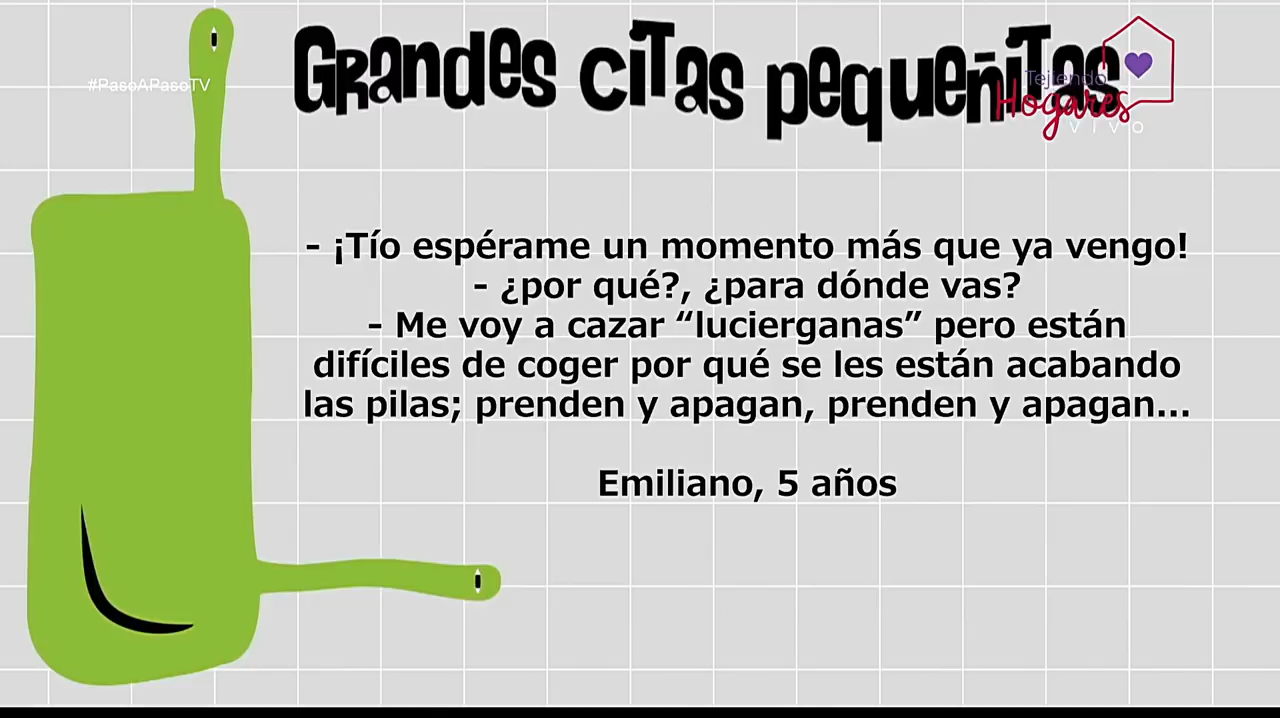 Grandes citas pequeñitas
#PasoAPasoTV
Tejiendo
Hogares
VIVO
- ¡Tío espérame un momento más que ya vengo!
- ¿por qué?, ¿para dónde vas?
- Me voy a cazar “lucierganas” pero están
difíciles de coger por qué se les están acabando
las pilas; prenden y apagan, prenden y apagan...
Emiliano, 5 años